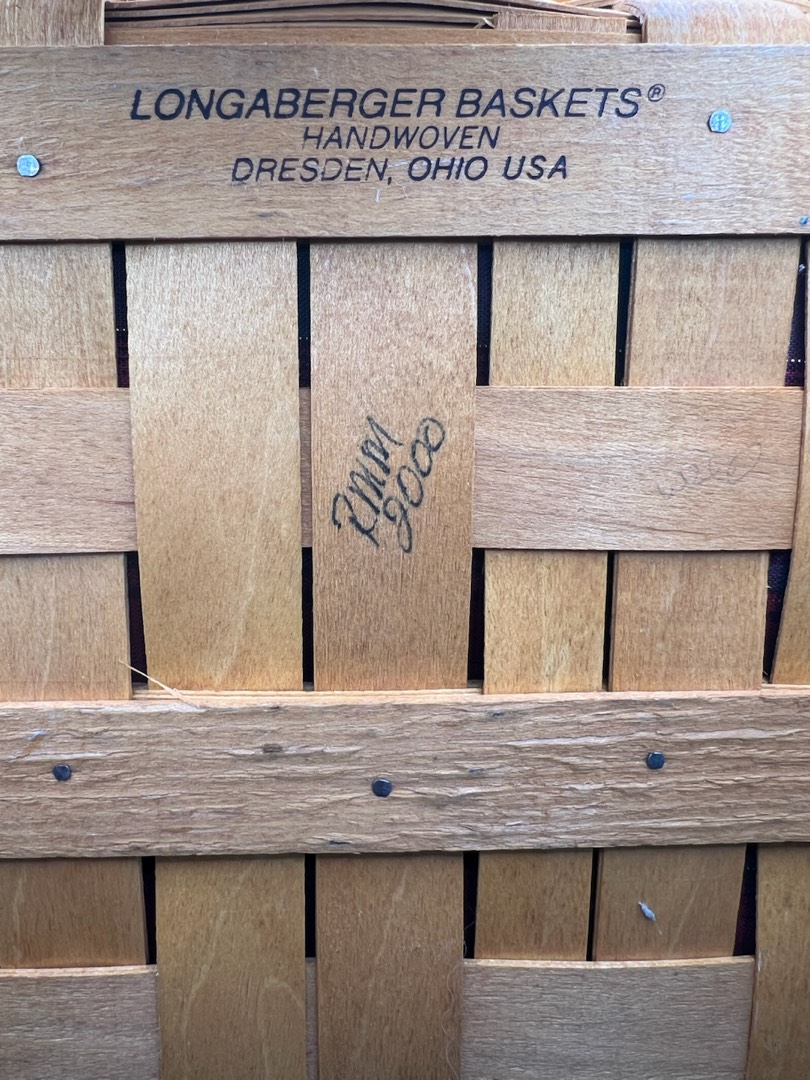 LONGABERGER BASKETS®
HANDWOVEN
DRESDEN, OHIO USA
RMM
2000